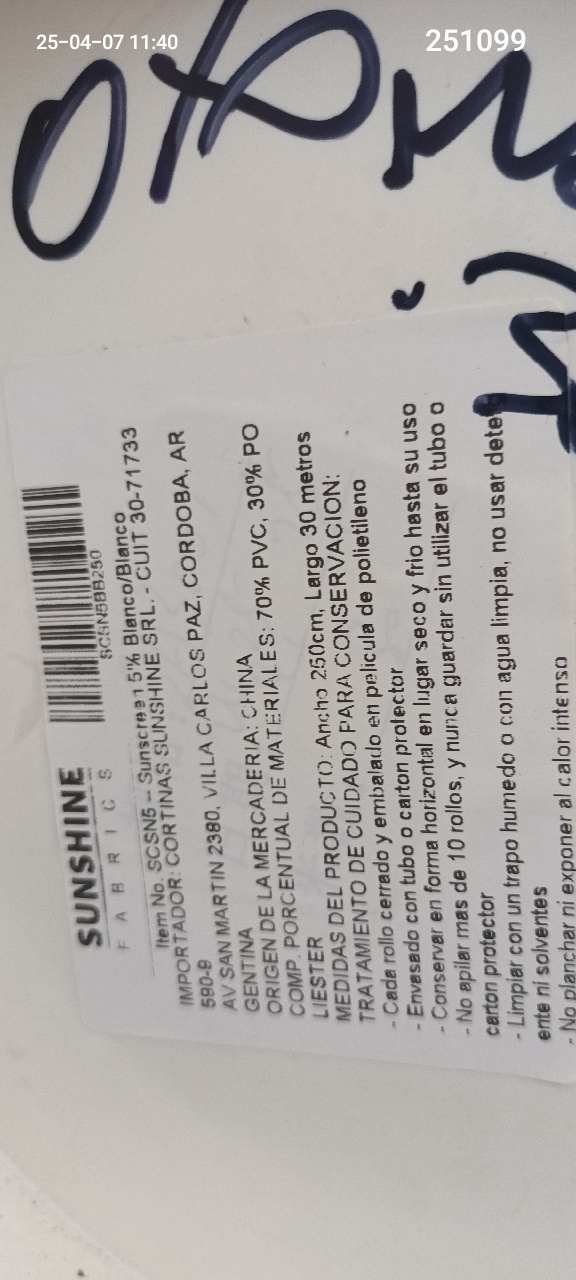 25-04-07 11:40
251099
SUNSHINE
FABRICS
SCSN5BB250
Item No. SCSN5 -- Sunscreen 5% Blanco/Blanco
IMPORTADOR: CORTINAS SUNSHINE SRL. - CUIT 30-71733
590-9
AV SAN MARTIN 2380, VILLA CARLOS PAZ, CORDOBA, AR
GENTINA
ORIGEN DE LA MERCADERIA: CHINA
COMP. PORCENTUAL DE MATERIALES: 70% PVC, 30% PO
LIESTER
MEDIDAS DEL PRODUCTO: Ancho 250cm, Largo 30 metros
TRATAMIENTO DE CUIDADO PARA CONSERVACION:
- Cada rollo cerrado y embalado en pelicula de polietileno
- Envasado con tubo o carton protector
- Conservar en forma horizontal en lugar seco y frio hasta su uso
- No apilar mas de 10 rollos, y nunca guardar sin utilizar el tubo o
carton protector
- Limpiar con un trapo humedo o con agua limpia, no usar deter
ente ni solventes
- No planchar ni exponer al calor intenso